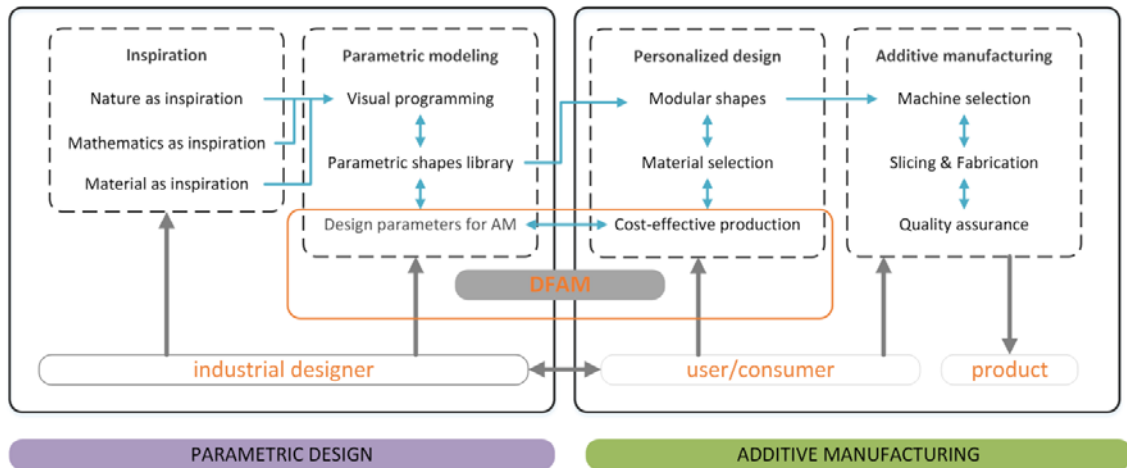 Inspiration
Nature as inspiration
Mathematics as inspiration
Material as inspiration
Parametric modeling
Visual programming
Parametric shapes library
Design parameters for AM
Personalized design
Modular shapes
Material selection
Cost-effective production
Additive manufacturing
Machine selection
Slicing & Fabrication
Quality assurance
DFAM
industrial designer
user/consumer
product
PARAMETRIC DESIGN
ADDITIVE MANUFACTURING